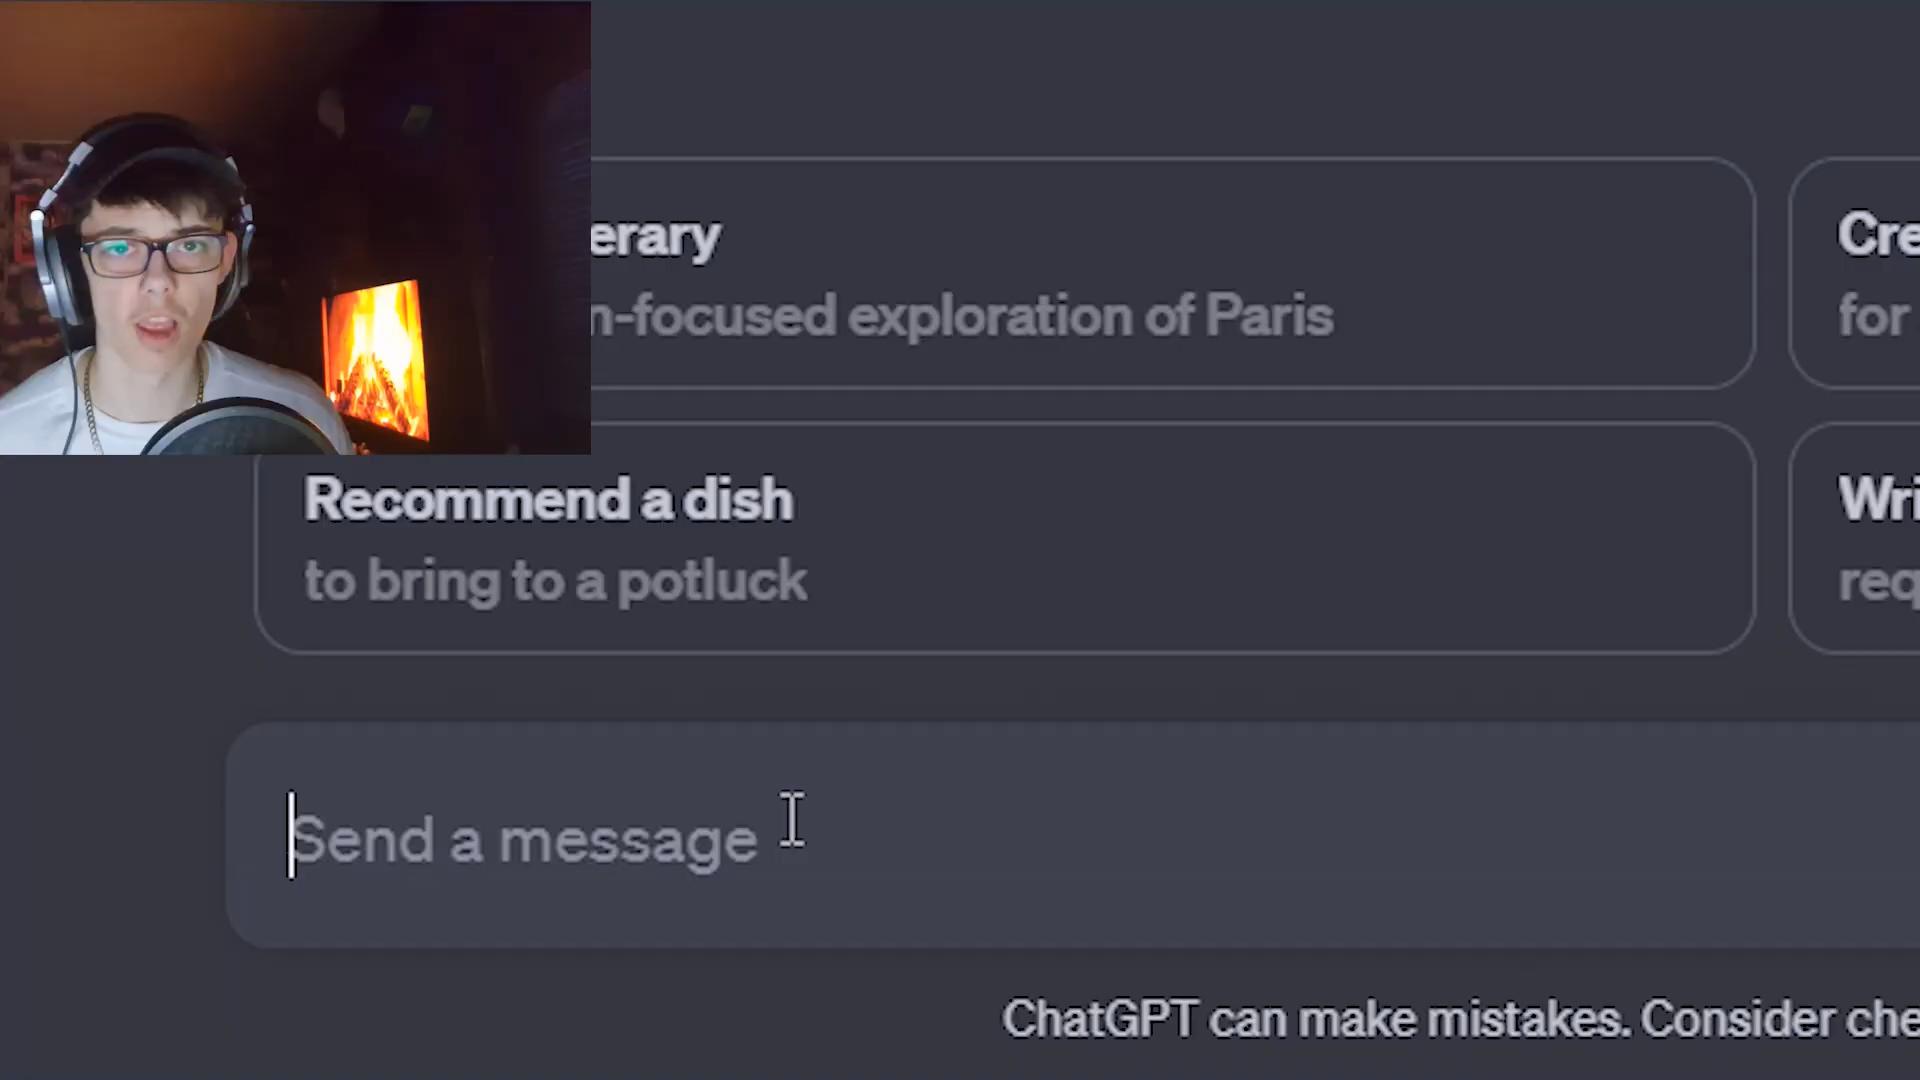 erary
n-focused exploration of Paris
Cre
for
Recommend a dish
to bring to a potluck
Wri
req
Send a message
ChatGPT can make mistakes. Consider che